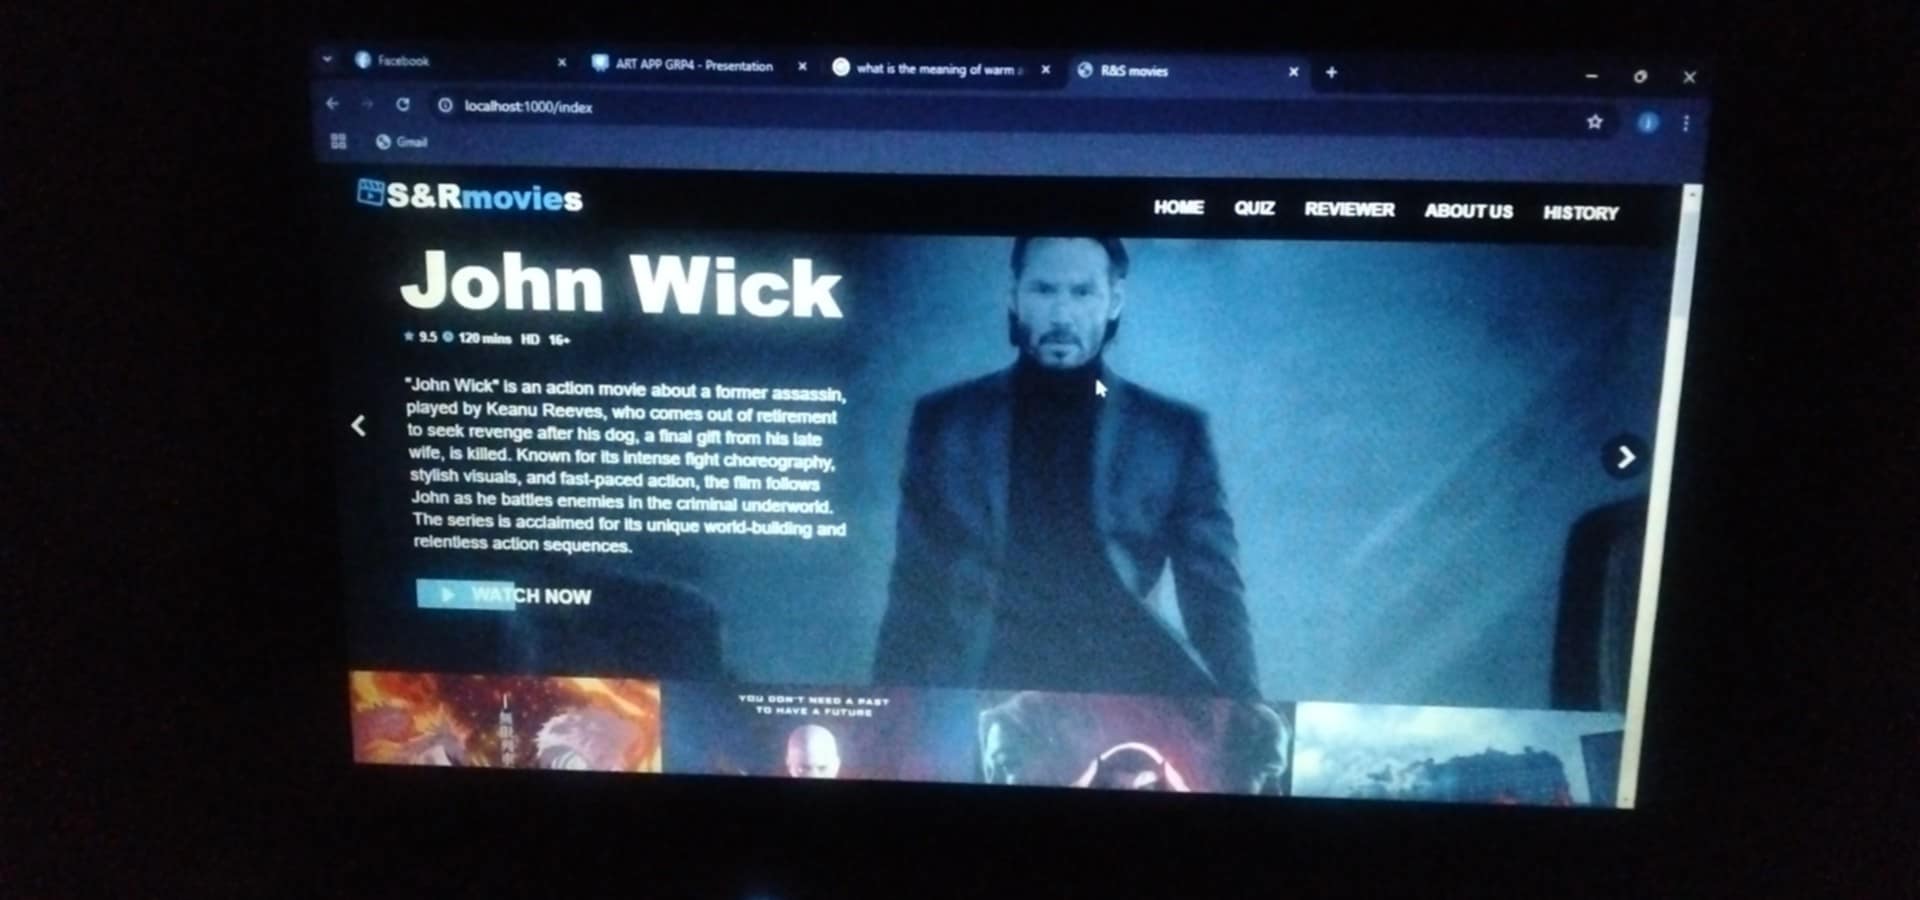 Facebook
ART APP GRP4 - Presentation
what is the meaning of warm
R&S movies
localhost:1000/index
Gmail
S&Rmovies
HOME QUIZ REVIEWER ABOUT US HISTORY
John Wick
9.5 120 mins HD 16+
"John Wick" is an action movie about a former assassin,
played by Keanu Reeves, who comes out of retirement
to seek revenge after his dog, a final gift from his late
wife, is killed. Known for its intense fight choreography,
stylish visuals, and fast-paced action, the film follows
John as he battles enemies in the criminal underworld.
The series is acclaimed for its unique world-building and
relentless action sequences.
WATCH NOW
YOU DON'T NEED A PAST
TO HAVE A FUTURE